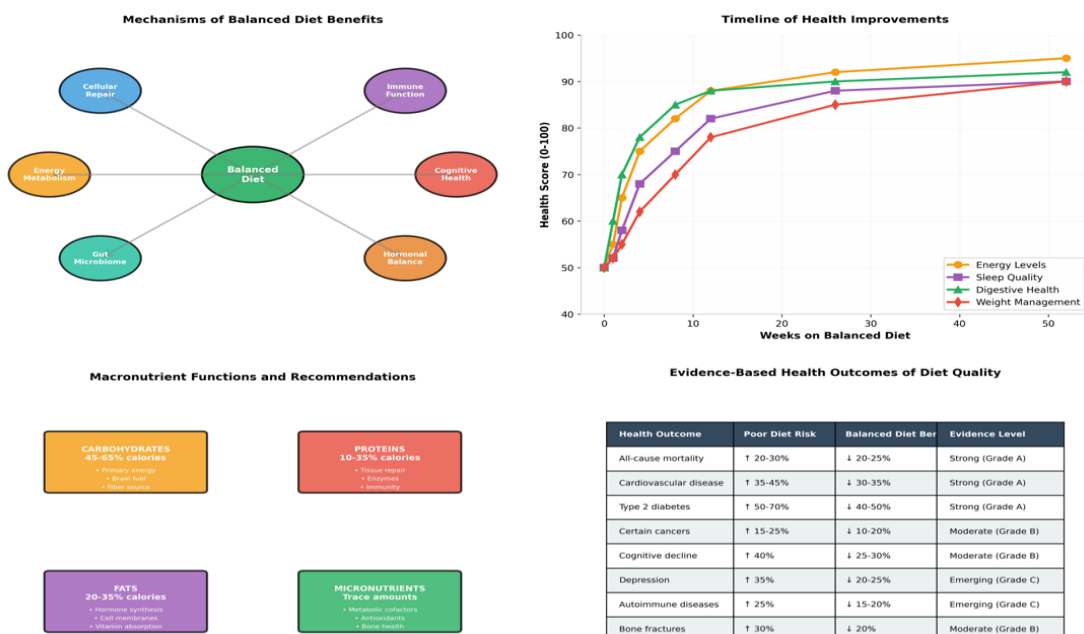 Mechanisms of Balanced Diet Benefits
Cellular
Repair
Immune
Function
Energy
Metabolism
Balanced
Diet
Cognitive
Health
Gut
Microbiome
Hormonal
Balance
Timeline of Health Improvements
Health Score (0-100)
100
90
80
70
60
50
40
0
10
20
30
40
50
Weeks on Balanced Diet
Energy Levels
Sleep Quality
Digestive Health
Weight Management
Macronutrient Functions and Recommendations
CARBOHYDRATES
45-65% calories
• Primary energy
• Brain fuel
• Fiber source
PROTEINS
10-35% calories
• Tissue repair
• Enzymes
• Immunity
FATS
20-35% calories
• Hormone synthesis
• Cell membranes
• Vitamin absorption
MICRONUTRIENTS
Trace amounts
• Metabolic cofactors
• Antioxidants
• Bone health
Evidence-Based Health Outcomes of Diet Quality
Health Outcome Poor Diet Risk Balanced Diet Ber Evidence Level
All-cause mortality ↑ 20-30% ↓ 20-25% Strong (Grade A)
Cardiovascular disease ↑ 35-45% ↓ 30-35% Strong (Grade A)
Type 2 diabetes ↑ 50-70% ↓ 40-50% Strong (Grade A)
Certain cancers ↑ 15-25% ↓ 10-20% Moderate (Grade B)
Cognitive decline ↑ 40% ↓ 25-30% Moderate (Grade B)
Depression ↑ 35% ↓ 20-25% Emerging (Grade C)
Autoimmune diseases ↑ 25% ↓ 15-20% Emerging (Grade C)
Bone fractures ↑ 30% ↓ 20% Moderate (Grade B)